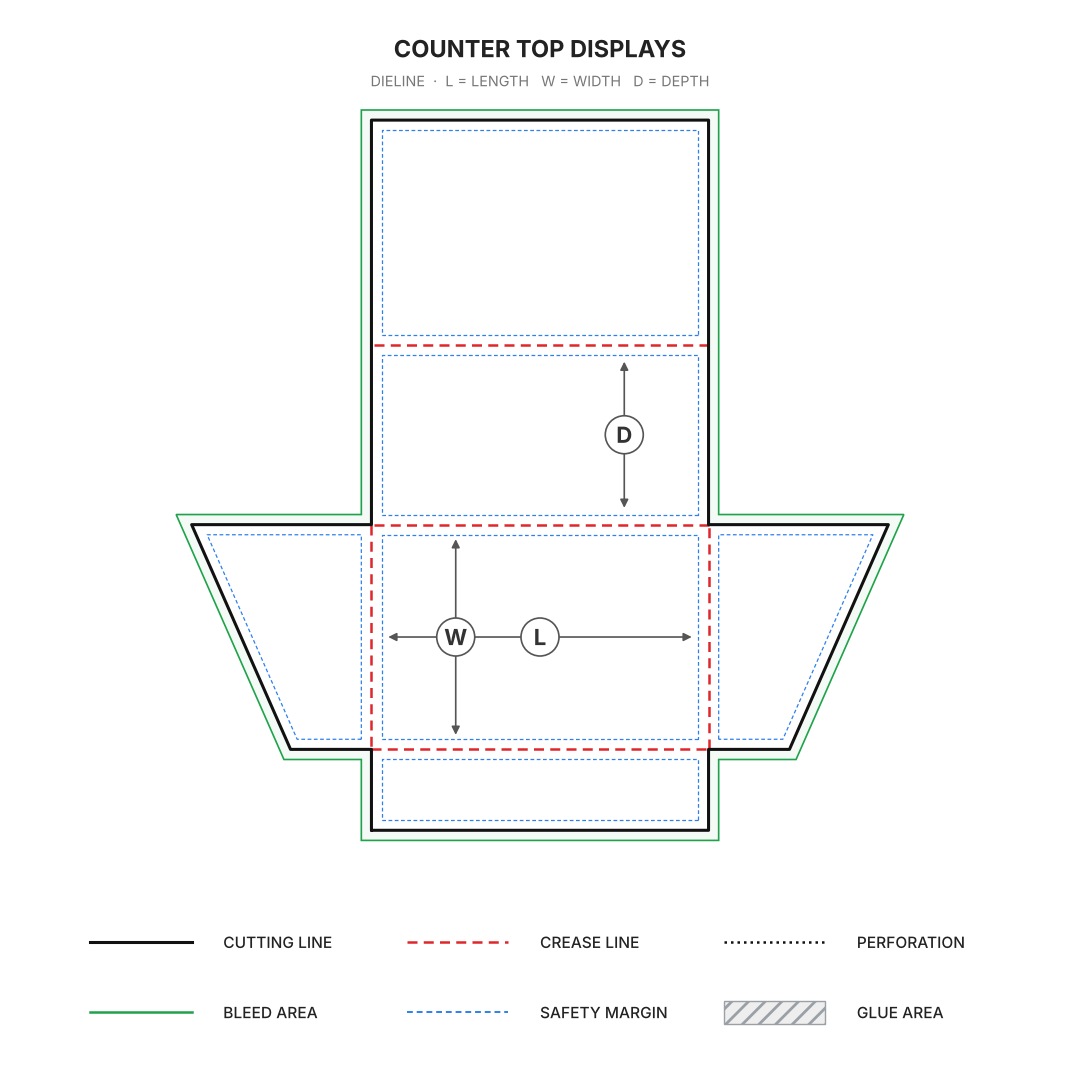 COUNTER TOP DISPLAYS
DIELINE · L = LENGTH W = WIDTH D = DEPTH
D
W L
CUTTING LINE CREASE LINE PERFORATION
BLEED AREA SAFETY MARGIN GLUE AREA